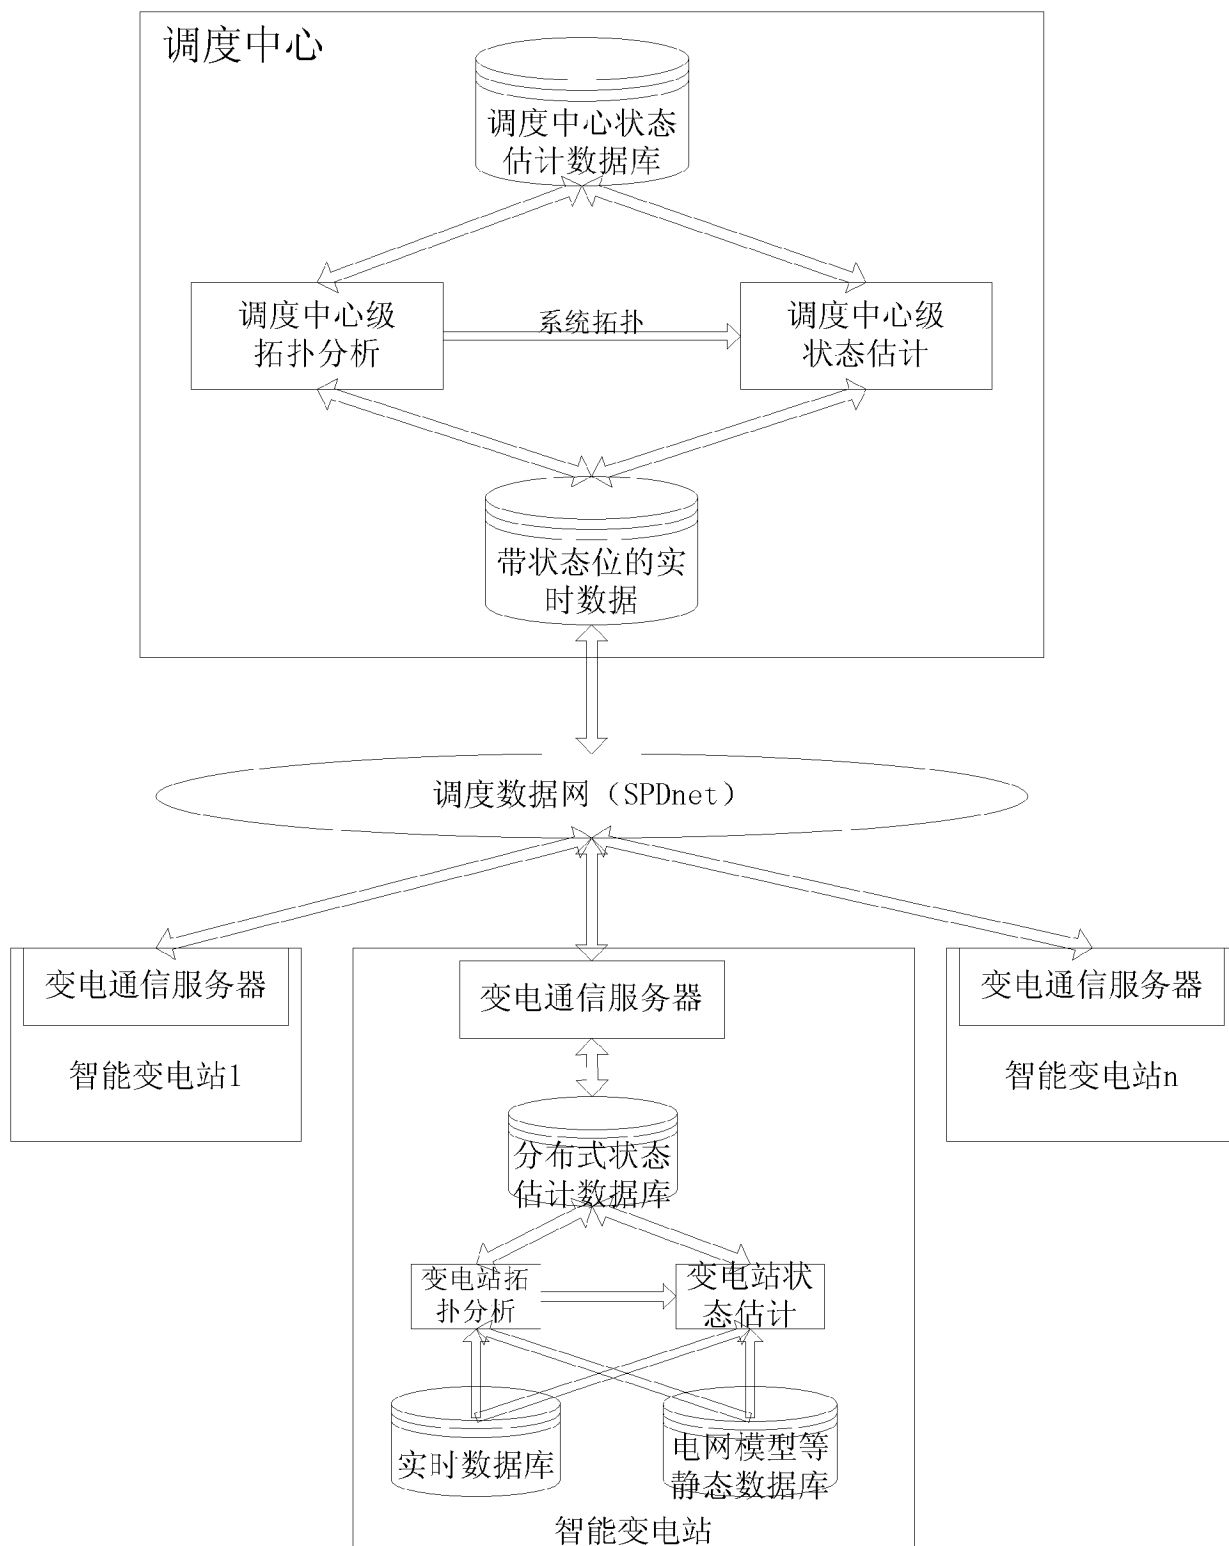 调度中心
调度中心状态
估计数据库
调度中心级
拓扑分析
系统拓扑
调度中心级
状态估计
带状态位的实
时数据
调度数据网（SPDnet）
变电通信服务器
智能变电站1
变电通信服务器
变电通信服务器
智能变电站n
分布式状态
估计数据库
变电站拓
扑分析
变电站状
态估计
实时数据库
电网模型等
静态数据库
智能变电站